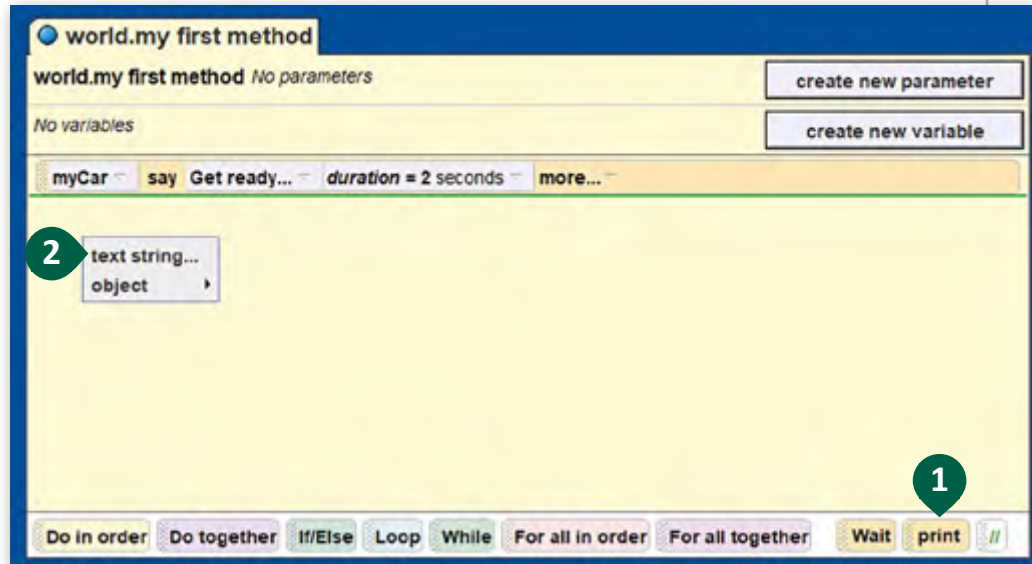 world.my first method
world.my first method No parameters
create new parameter
No variables
create new variable
myCar say Get ready... duration = 2 seconds more...
2
text string...
object
1
Do in order Do together If/Else Loop While For all in order For all together Wait print //